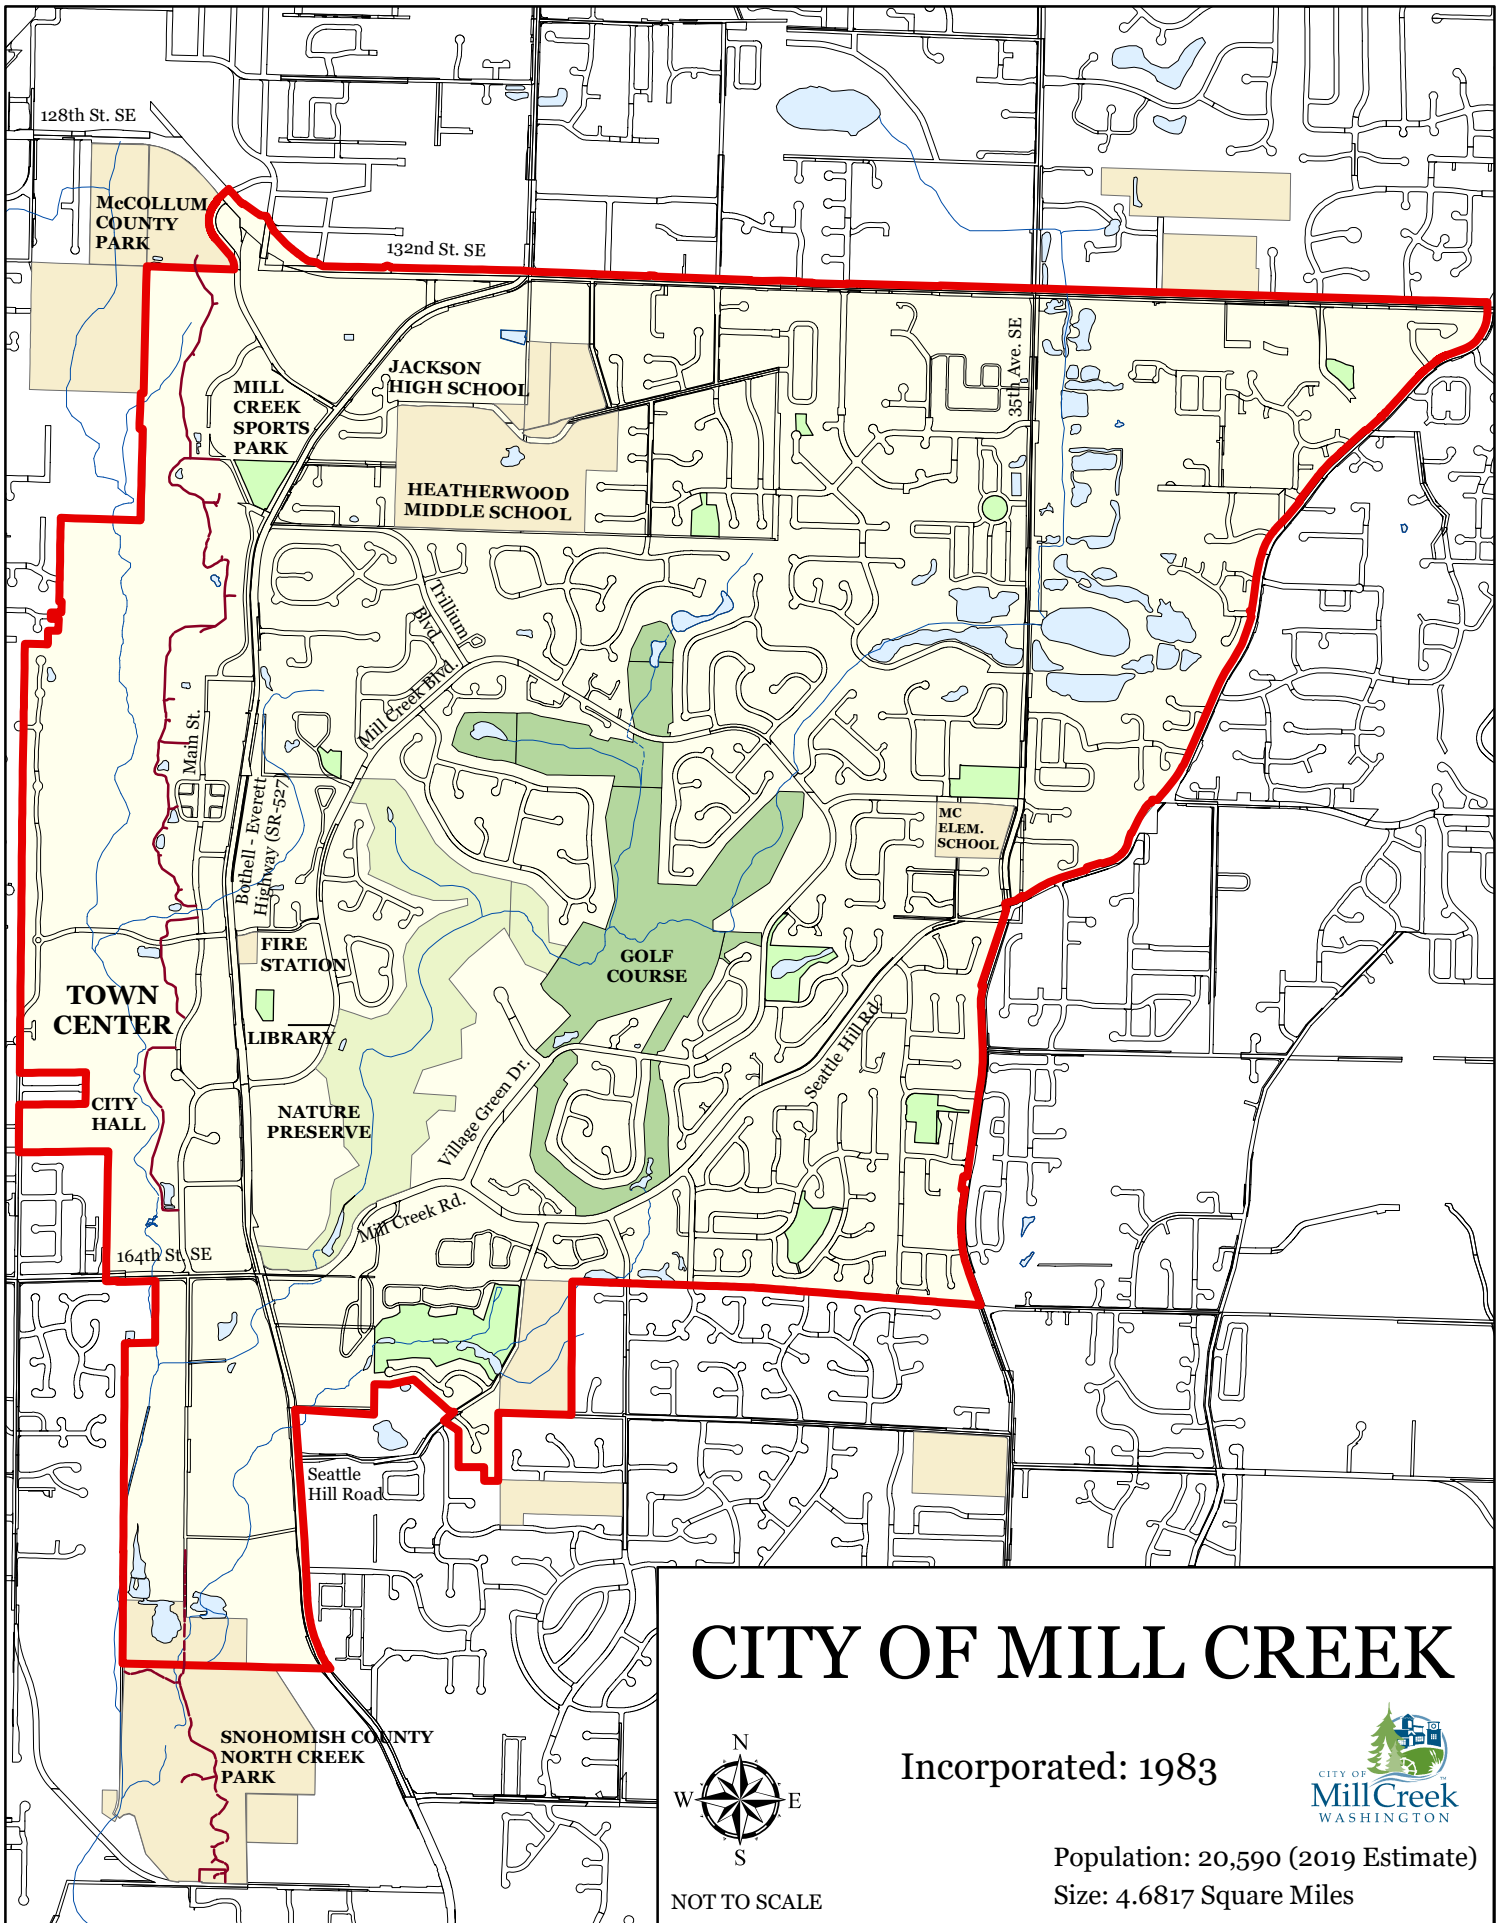 128th St. SE
McCOLLUM
COUNTY
PARK
132nd St. SE
35th Ave. SE
JACKSON
HIGH SCHOOL
MILL
CREEK
SPORTS
PARK
HEATHERWOOD
MIDDLE SCHOOL
Trillium
Blvd.
Mill Creek Blvd.
Main St.
Bothell - Everett
Highway (SR-527)
MC
ELEM.
SCHOOL
FIRE
STATION
GOLF
COURSE
TOWN
CENTER
LIBRARY
Seattle Hill Rd.
Village Green Dr.
CITY
HALL
NATURE
PRESERVE
Mill Creek Rd.
164th St. SE
Seattle
Hill Road
SNOHOMISH COUNTY
NORTH CREEK
PARK
CITY OF MILL CREEK
N
W E
S
NOT TO SCALE
Incorporated: 1983
CITY OF
Mill Creek
WASHINGTON
Population: 20,590 (2019 Estimate)
Size: 4.6817 Square Miles